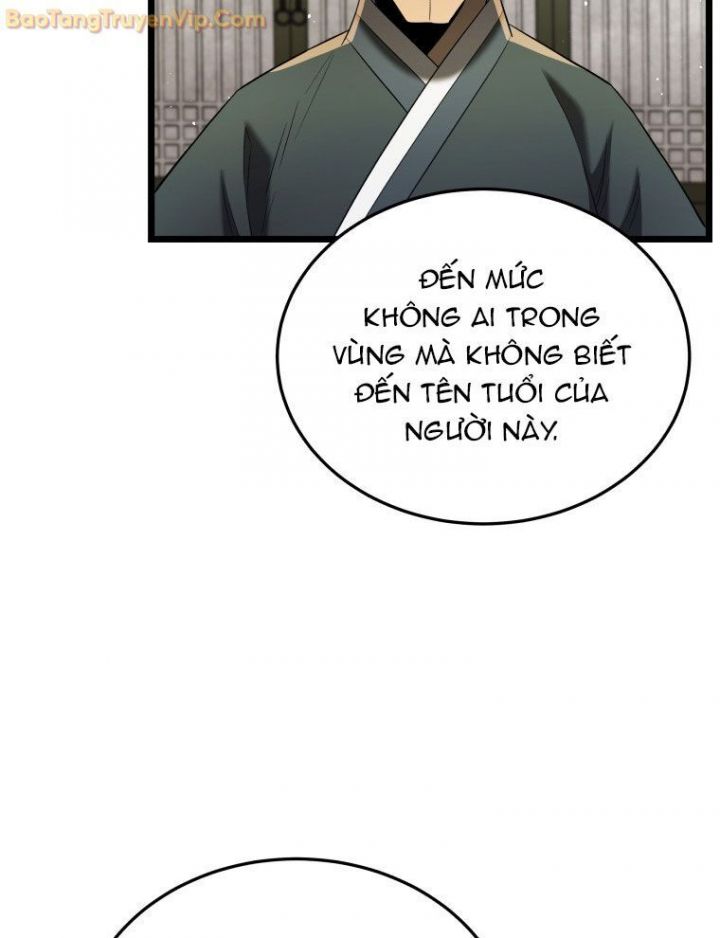 BaoTangTruyenVip.Com
ĐẾN MỨC
KHÔNG AI TRONG
VÙNG MÀ KHÔNG BIẾT
ĐẾN TÊN TUỔI CỦA
NGƯỜI NÀY.